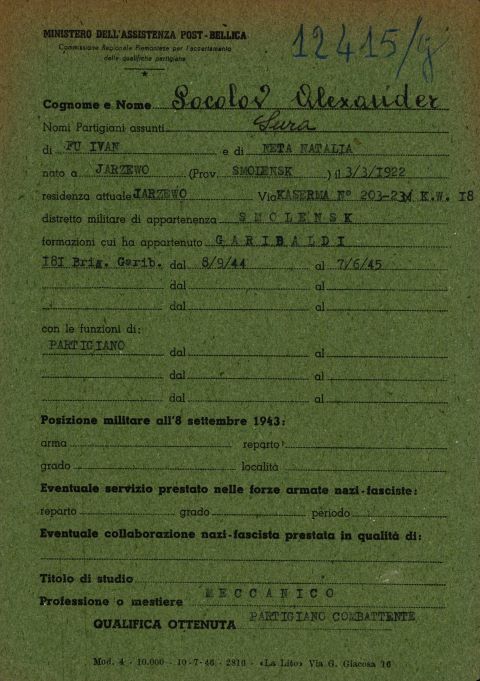 MINISTERO DELL'ASSISTENZA POST-BELLICA
Commissione Regionale Piemontese per l'accertamento
delle qualifiche partigiane
12415/g
Cognome e Nome Socolov Alexander
Nomi Partigiani assunti Sura
di FU IVAN e di NETA NATALIA
nato a JARZEWO (Prov. SMOLENSK) il 3/3/1922
residenza attuale JARZEWO Via KASERMA N° 203-234 K.W. I8
distretto militare di appartenenza SMOLENSK
formazioni cui ha appartenuto GARIBALDI
I8I Brig. Garib. dal 8/9/44 al 7/6/45
dal al
dal al
con le funzioni di:
PARTIGIANO dal al
dal al
dal al
Posizione militare all'8 settembre 1943:
arma reparto
grado località
Eventuale servizio prestato nelle forze armate nazi-fasciste:
reparto grado periodo
Eventuale collaborazione nazi-fascista prestata in qualità di:
Titolo di studio
Professione o mestiere MECCANICO
QUALIFICA OTTENUTA PARTIGIANO COMBATTENTE
Mod. 4 - 10.000 - 10-7-46 - 2816 - «La Lito» Via G. Giacosa 16